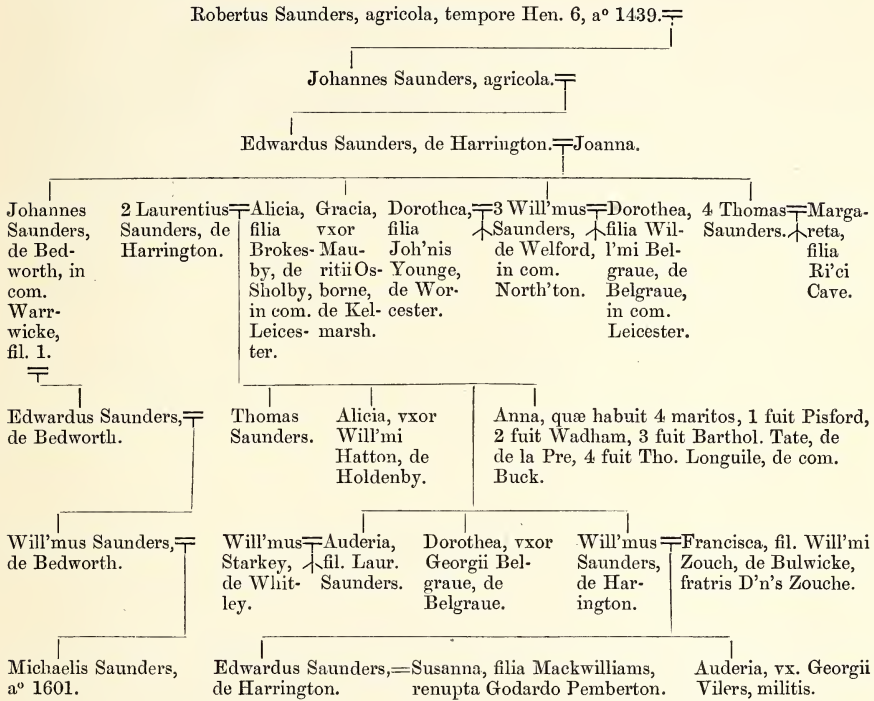 Robertus Saunders, agricola, tempore Hen. 6, aº 1439.
Johannes Saunders, agricola.
Edwardus Saunders, de Harrington. Joanna.
Johannes
Saunders,
de Bed-
worth, in
com.
Warr-
wicke,
fil. 1.
2 Laurentius
Saunders, de
Harrington.
Alicia,
filia
Brokes-
by, de
Sholby,
in com.
Leices-
ter.
Gracia,
vxor
Mau-
ritii Os-
borne,
de Kel-
marsh.
Dorothea,
filia
Joh'nis
Younge,
de Wor-
cester.
3 Will'mus
Saunders,
de Welford,
in com.
North'ton.
Dorothea,
filia Wil-
l'mi Bel-
graue, de
Belgraue,
in com.
Leicester.
4 Thomas
Saunders.
Marga-
reta,
filia
Ri'ci
Cave.
Edwardus Saunders,
de Bedworth.
Thomas
Saunders.
Alicia, vxor
Will'mi
Hatton, de
Holdenby.
Anna, quæ habuit 4 maritos, 1 fuit Pisford,
2 fuit Wadham, 3 fuit Barthol. Tate, de
de la Pre, 4 fuit Tho. Longuile, de com.
Buck.
Will'mus Saunders,
de Bedworth.
Will'mus
Starkey,
de Whit-
ley.
Auderia,
fil. Laur.
Saunders.
Dorothea, vxor
Georgii Bel-
graue, de
Belgraue.
Will'mus
Saunders,
de Har-
ington.
Francisca, fil. Will'mi
Zouch, de Bulwicke,
fratris D'n's Zouche.
Michaelis Saunders,
aº 1601.
Edwardus Saunders,
de Harrington.
Susanna, filia Mackwilliams,
renupta Godardo Pemberton.
Auderia, vx. Georgii
Vilers, militis.